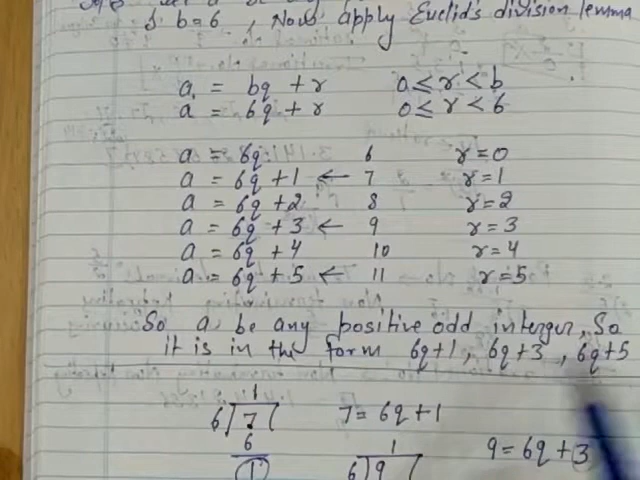 & b=6, Now apply Euclid's division lemma
a = bq + r 0 ≤ r < b
a = 6q + r 0 ≤ r < 6
a = 6q 6 r=0
a = 6q +1 ← 7 r=1
a = 6q +2 8 r=2
a = 6q +3 ← 9 r=3
a = 6q +4 10 r=4
a = 6q +5 ← 11 r=5
So a be any positive odd interger, So
it is in the form 6q+1, 6q+3, 6q+5
1
6)7( 7=6q+1
6 1 9=6q+3
1 6)9(